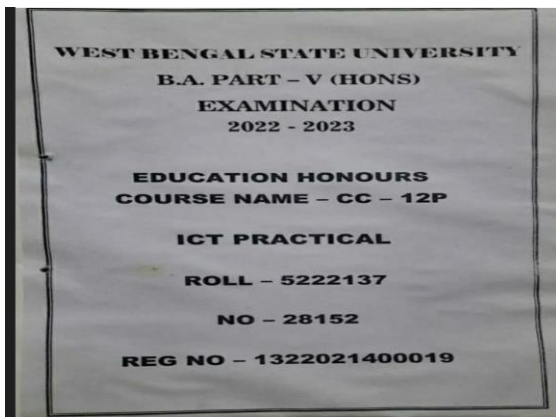 WEST BENGAL STATE UNIVERSITY
B.A. PART – V (HONS)
EXAMINATION
2022 - 2023
EDUCATION HONOURS
COURSE NAME – CC – 12P
ICT PRACTICAL
ROLL – 5222137
NO – 28152
REG NO – 1322021400019